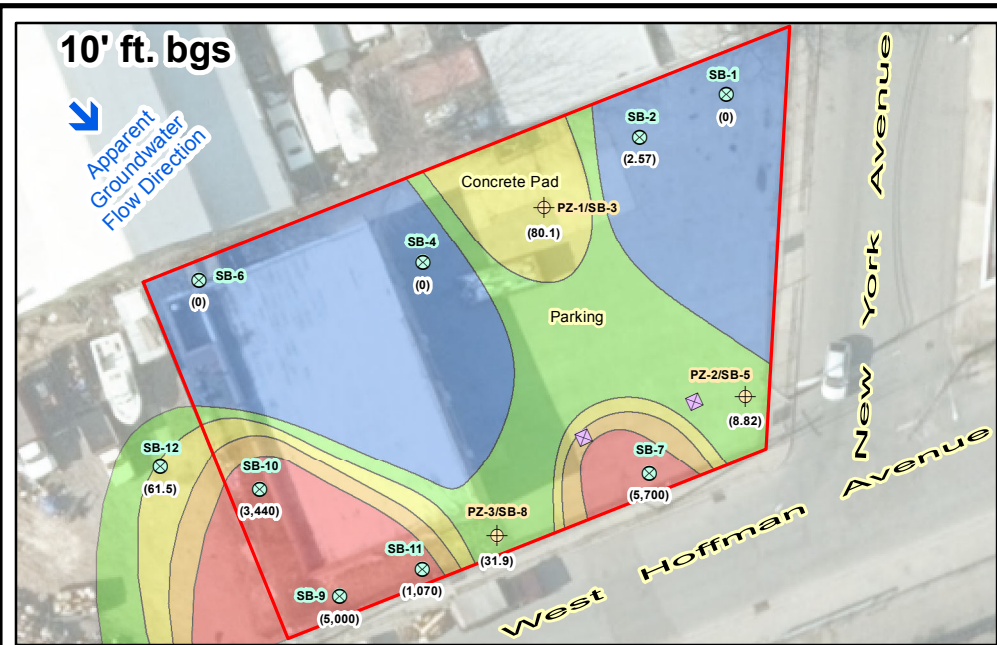 10' ft. bgs
Apparent
Groundwater
Flow Direction
SB-1
(0)
SB-2
(2.57)
Concrete Pad
PZ-1/SB-3
(80.1)
SB-4
(0)
SB-6
(0)
Parking
PZ-2/SB-5
(8.82)
SB-7
(5,700)
SB-12
(61.5)
SB-10
(3,440)
PZ-3/SB-8
(31.9)
SB-11
(1,070)
SB-9
(5,000)
New York Avenue
West Hoffman Avenue